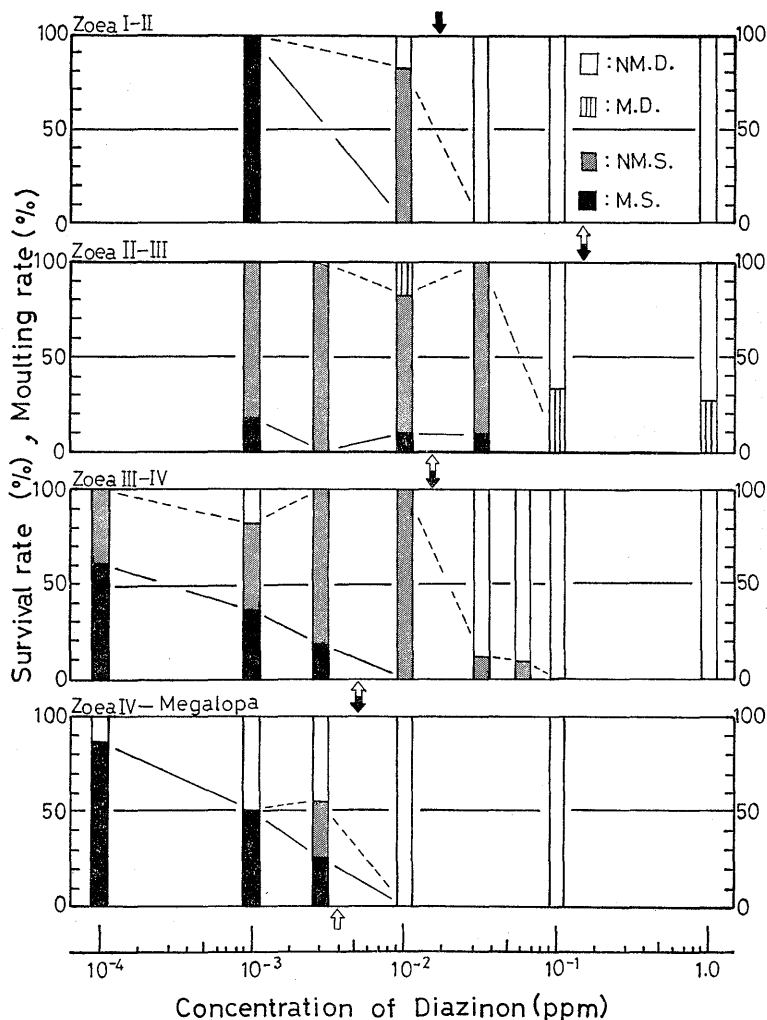 Zoea I-II
100
50
0
100
50
0
: NM.D.
: M.D.
: NM.S.
: M.S.
Zoea II-III
100
50
0
100
50
0
Zoea III-IV
100
50
0
100
50
0
Zoea IV- Megalopa
100
50
0
100
50
0
Survival rate (%) , Moulting rate (%)
10-4
10-3
10-2
10-1
1.0
Concentration of Diazinon (ppm)